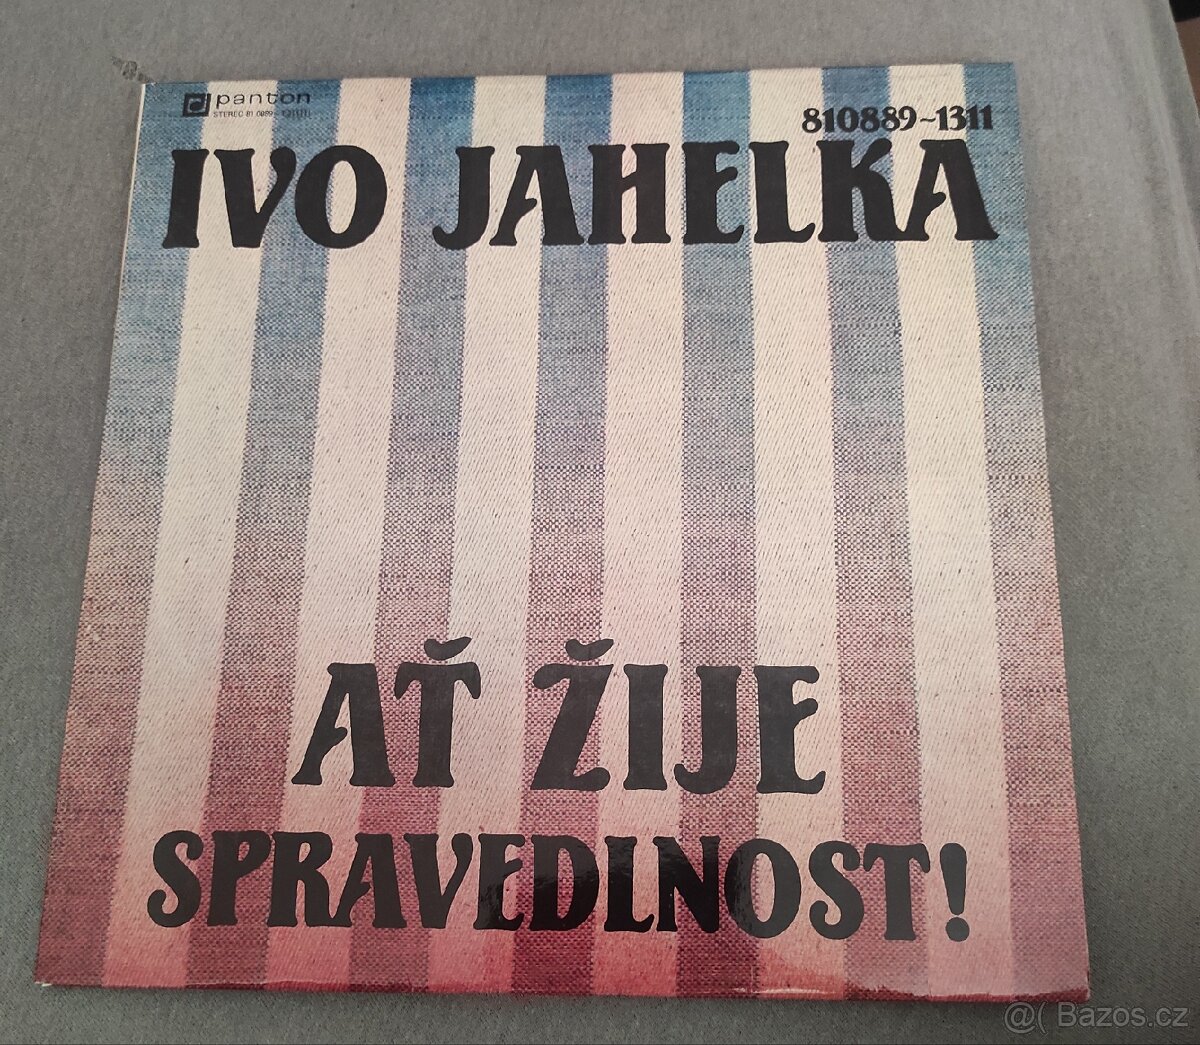 panton
810889~1311
IVO JAHELKA
AŤ ŽIJE
SPRAVEDLNOST!
@( Bazos.cz